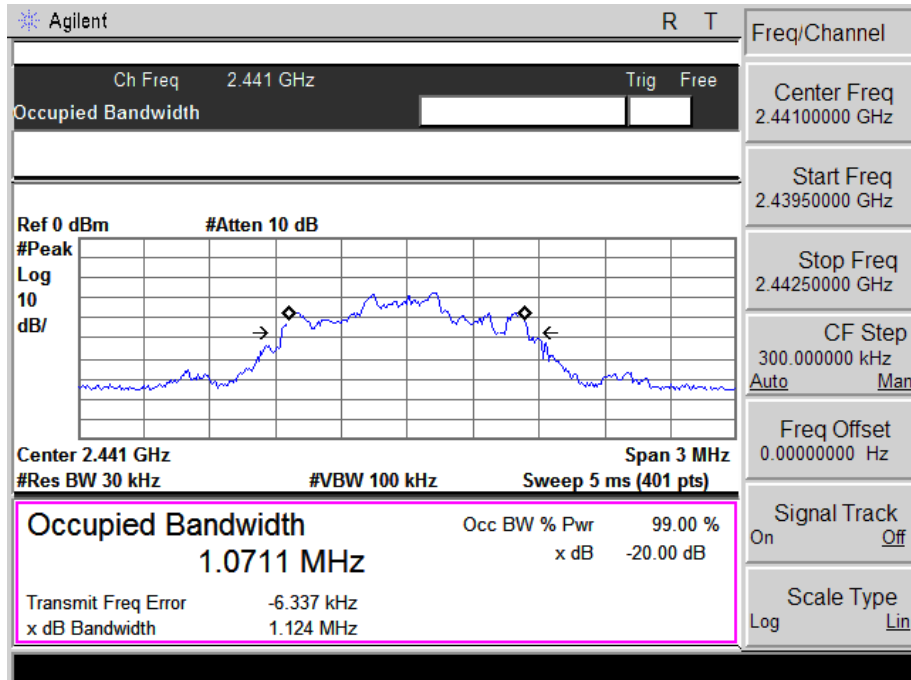 Agilent R T
Ch Freq 2.441 GHz Trig Free
Occupied Bandwidth
Ref 0 dBm #Atten 10 dB
#Peak
Log
10
dB/
Center 2.441 GHz Span 3 MHz
#Res BW 30 kHz #VBW 100 kHz Sweep 5 ms (401 pts)
Occupied Bandwidth
1.0711 MHz
Occ BW % Pwr 99.00 %
x dB -20.00 dB
Transmit Freq Error -6.337 kHz
x dB Bandwidth 1.124 MHz
Freq/Channel
Center Freq
2.44100000 GHz
Start Freq
2.43950000 GHz
Stop Freq
2.44250000 GHz
CF Step
300.000000 kHz
Auto Man
Freq Offset
0.00000000 Hz
Signal Track
On Off
Scale Type
Log Lin